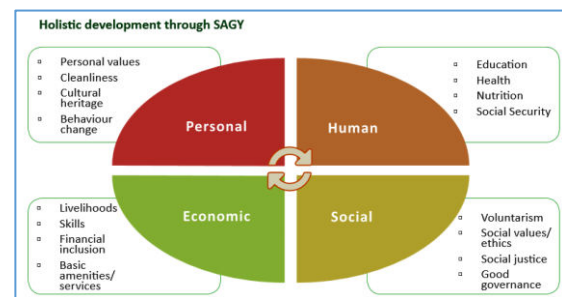 Holistic development through SAGY
Personal values
Cleanliness
Cultural
heritage
Behaviour
change
Education
Health
Nutrition
Social Security
Personal
Human
Economic
Social
Livelihoods
Skills
Financial
inclusion
Basic
amenities/
services
Voluntarism
Social values/
ethics
Social justice
Good
governance